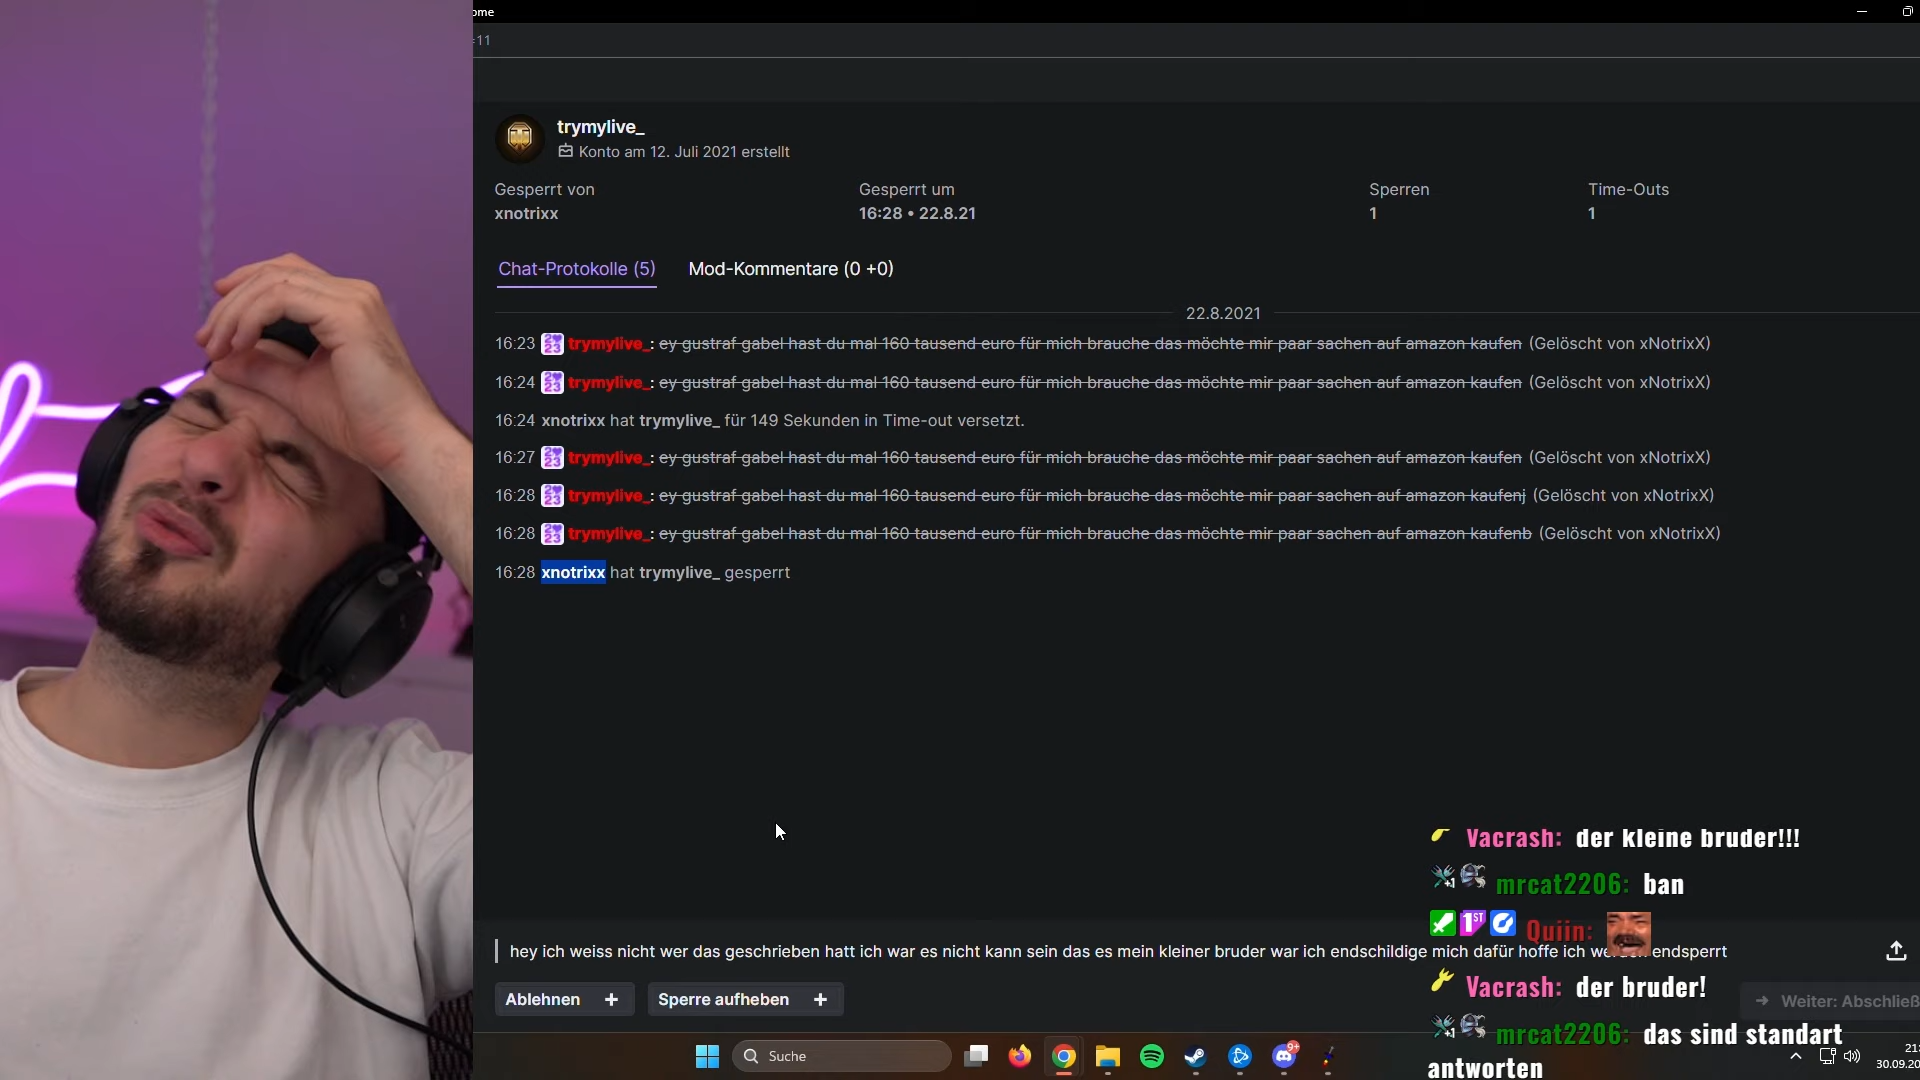 ome
=11
trymylive_
Konto am 12. Juli 2021 erstellt
Gesperrt von
xnotrixx
Gesperrt um
16:28 • 22.8.21
Sperren
1
Time-Outs
1
Chat-Protokolle (5) Mod-Kommentare (0 +0)
22.8.2021
16:23 trymylive_: ey gustraf gabel hast du mal 160 tausend euro für mich brauche das möchte mir paar sachen auf amazon kaufen (Gelöscht von xNotrixX)
16:24 trymylive_: ey gustraf gabel hast du mal 160 tausend euro für mich brauche das möchte mir paar sachen auf amazon kaufen (Gelöscht von xNotrixX)
16:24 xnotrixx hat trymylive_ für 149 Sekunden in Time-out versetzt.
16:27 trymylive_: ey gustraf gabel hast du mal 160 tausend euro für mich brauche das möchte mir paar sachen auf amazon kaufen (Gelöscht von xNotrixX)
16:28 trymylive_: ey gustraf gabel hast du mal 160 tausend euro für mich brauche das möchte mir paar sachen auf amazon kaufenj (Gelöscht von xNotrixX)
16:28 trymylive_: ey gustraf gabel hast du mal 160 tausend euro für mich brauche das möchte mir paar sachen auf amazon kaufenb (Gelöscht von xNotrixX)
16:28 xnotrixx hat trymylive_ gesperrt
Vacrash: der kleine bruder!!!
mrcat2206: ban
Quiin:
hey ich weiss nicht wer das geschrieben hatt ich war es nicht kann sein das es mein kleiner bruder war ich endschildige mich dafür hoffe ich endsperrt
Vacrash: der bruder!
Ablehnen + Sperre aufheben +
Weiter: Abschließ
mrcat2206: das sind standart
antworten
Suche
9+
21:
30.09.20